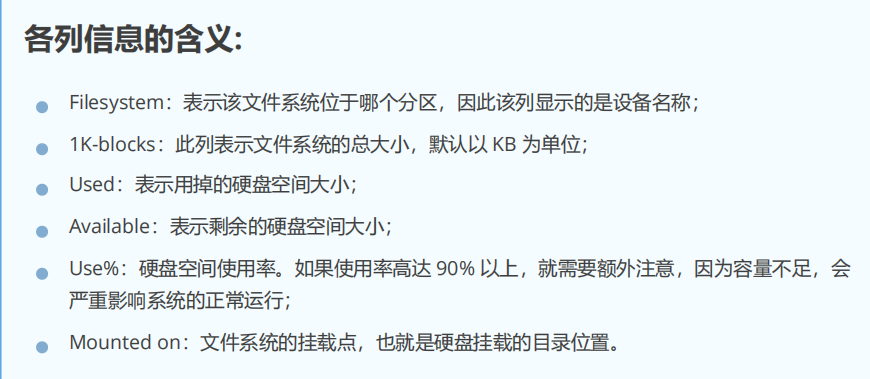 各列信息的含义:
Filesystem：表示该文件系统位于哪个分区，因此该列显示的是设备名称；
1K-blocks：此列表示文件系统的总大小，默认以 KB 为单位；
Used：表示用掉的硬盘空间大小；
Available：表示剩余的硬盘空间大小；
Use%：硬盘空间使用率。如果使用率高达 90% 以上，就需要额外注意，因为容量不足，会
严重影响系统的正常运行；
Mounted on：文件系统的挂载点，也就是硬盘挂载的目录位置。